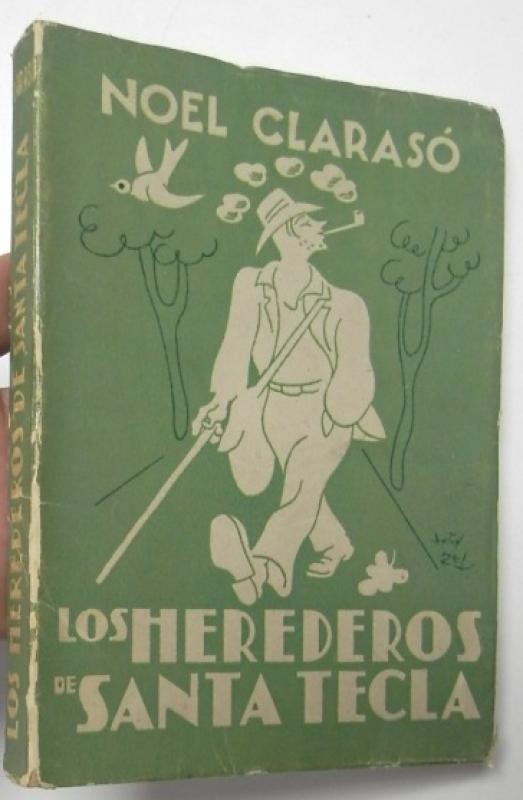 NOEL CLARASÓ
LOS HEREDEROS
DE SANTA TECLA
LOS HEREDEROS DE SANTA TECLA